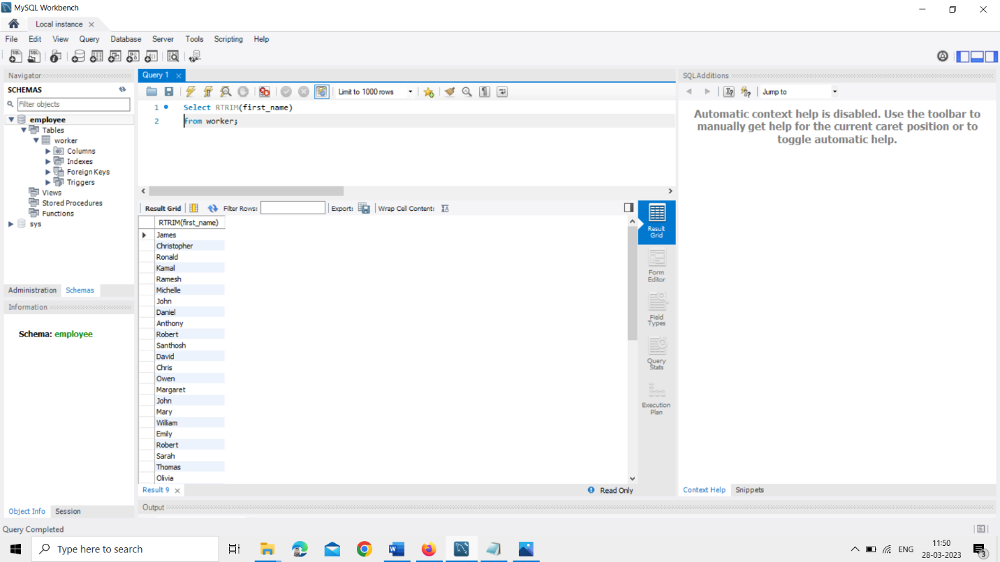 MySQL Workbench
Local instance
File Edit View Query Database Server Tools Scripting Help
Navigator
SCHEMAS
Filter objects
employee
Tables
worker
Columns
Indexes
Foreign Keys
Triggers
Views
Stored Procedures
Functions
sys
Administration Schemas
Information
Schema: employee
Object Info Session
Query 1
Limit to 1000 rows
1 Select RTRIM(first_name)
2 from worker;
Result Grid Filter Rows: Export: Wrap Cell Content:
RTRIM(first_name)
James
Christopher
Ronald
Kamal
Ramesh
Michelle
John
Daniel
Anthony
Robert
Santhosh
David
Chris
Owen
Margaret
John
Mary
William
Emily
Robert
Sarah
Thomas
Olivia
Result
Grid
Form
Editor
Field
Types
Query
Stats
Execution
Plan
Result 9
Read Only
Output
SQLAdditions
Jump to
Automatic context help is disabled. Use the toolbar to
manually get help for the current caret position or to
toggle automatic help.
Context Help Snippets
Query Completed
Type here to search
ENG
11:50
28-03-2023
3